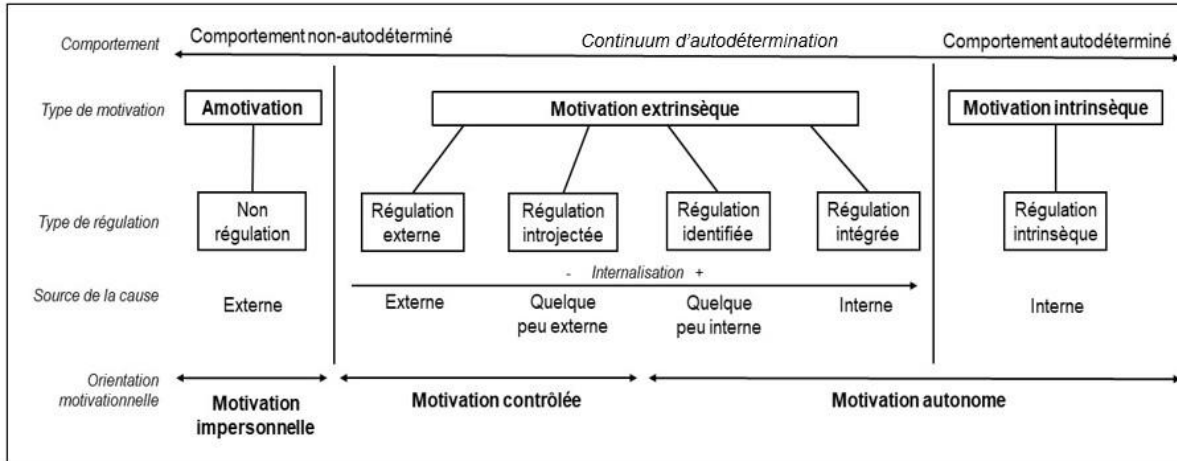 Comportement
Comportement non-autodéterminé
Continuum d'autodétermination
Comportement autodéterminé
Type de motivation
Amotivation
Motivation extrinsèque
Motivation intrinsèque
Type de régulation
Non
régulation
Régulation
externe
Régulation
introjectée
Régulation
identifiée
Régulation
intégrée
Régulation
intrinsèque
- Internalisation +
Source de la cause
Externe
Externe
Quelque
peu externe
Quelque
peu interne
Interne
Interne
Orientation
motivationnelle
Motivation
impersonnelle
Motivation contrôlée
Motivation autonome